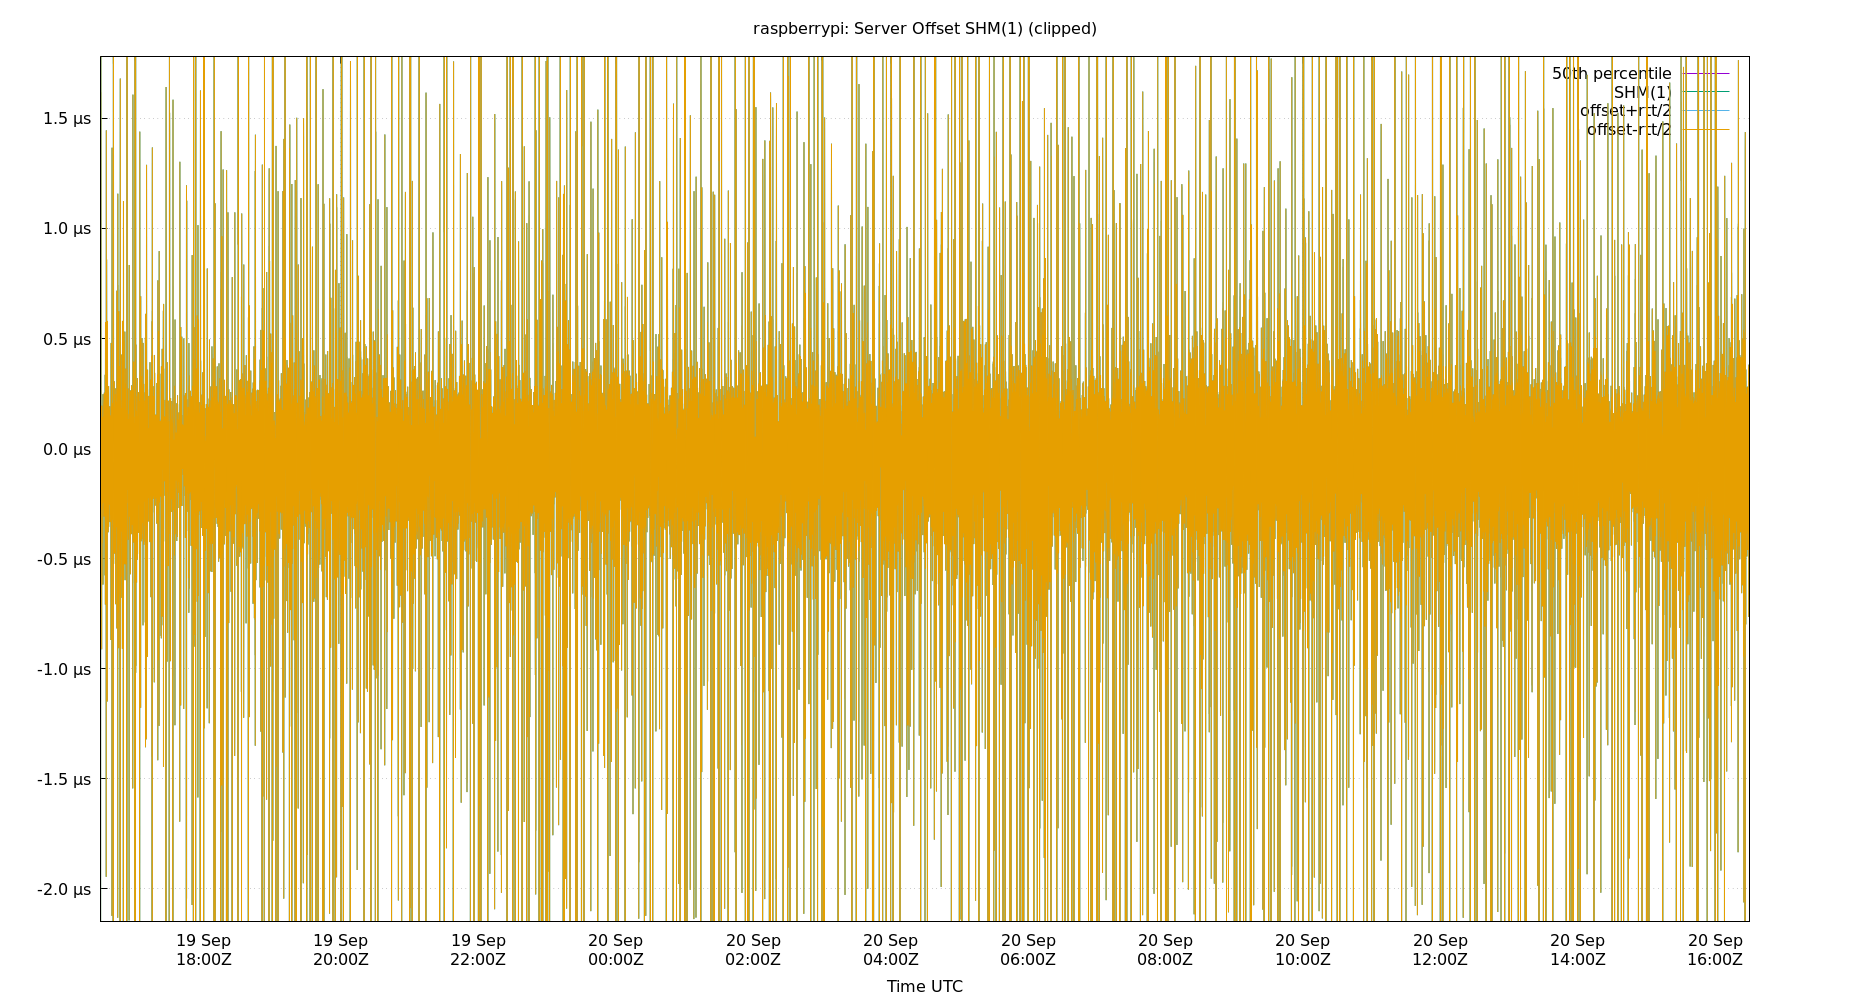 raspberrypi: Server Offset SHM(1) (clipped)
50th percentile
SHM(1)
offset+rtt/2
offset-rtt/2
1.5 µs
1.0 µs
0.5 µs
0.0 µs
-0.5 µs
-1.0 µs
-1.5 µs
-2.0 µs
19 Sep 19 Sep 19 Sep 20 Sep 20 Sep 20 Sep 20 Sep 20 Sep 20 Sep 20 Sep 20 Sep 20 Sep
18:00Z 20:00Z 22:00Z 00:00Z 02:00Z 04:00Z 06:00Z 08:00Z 10:00Z 12:00Z 14:00Z 16:00Z
Time UTC